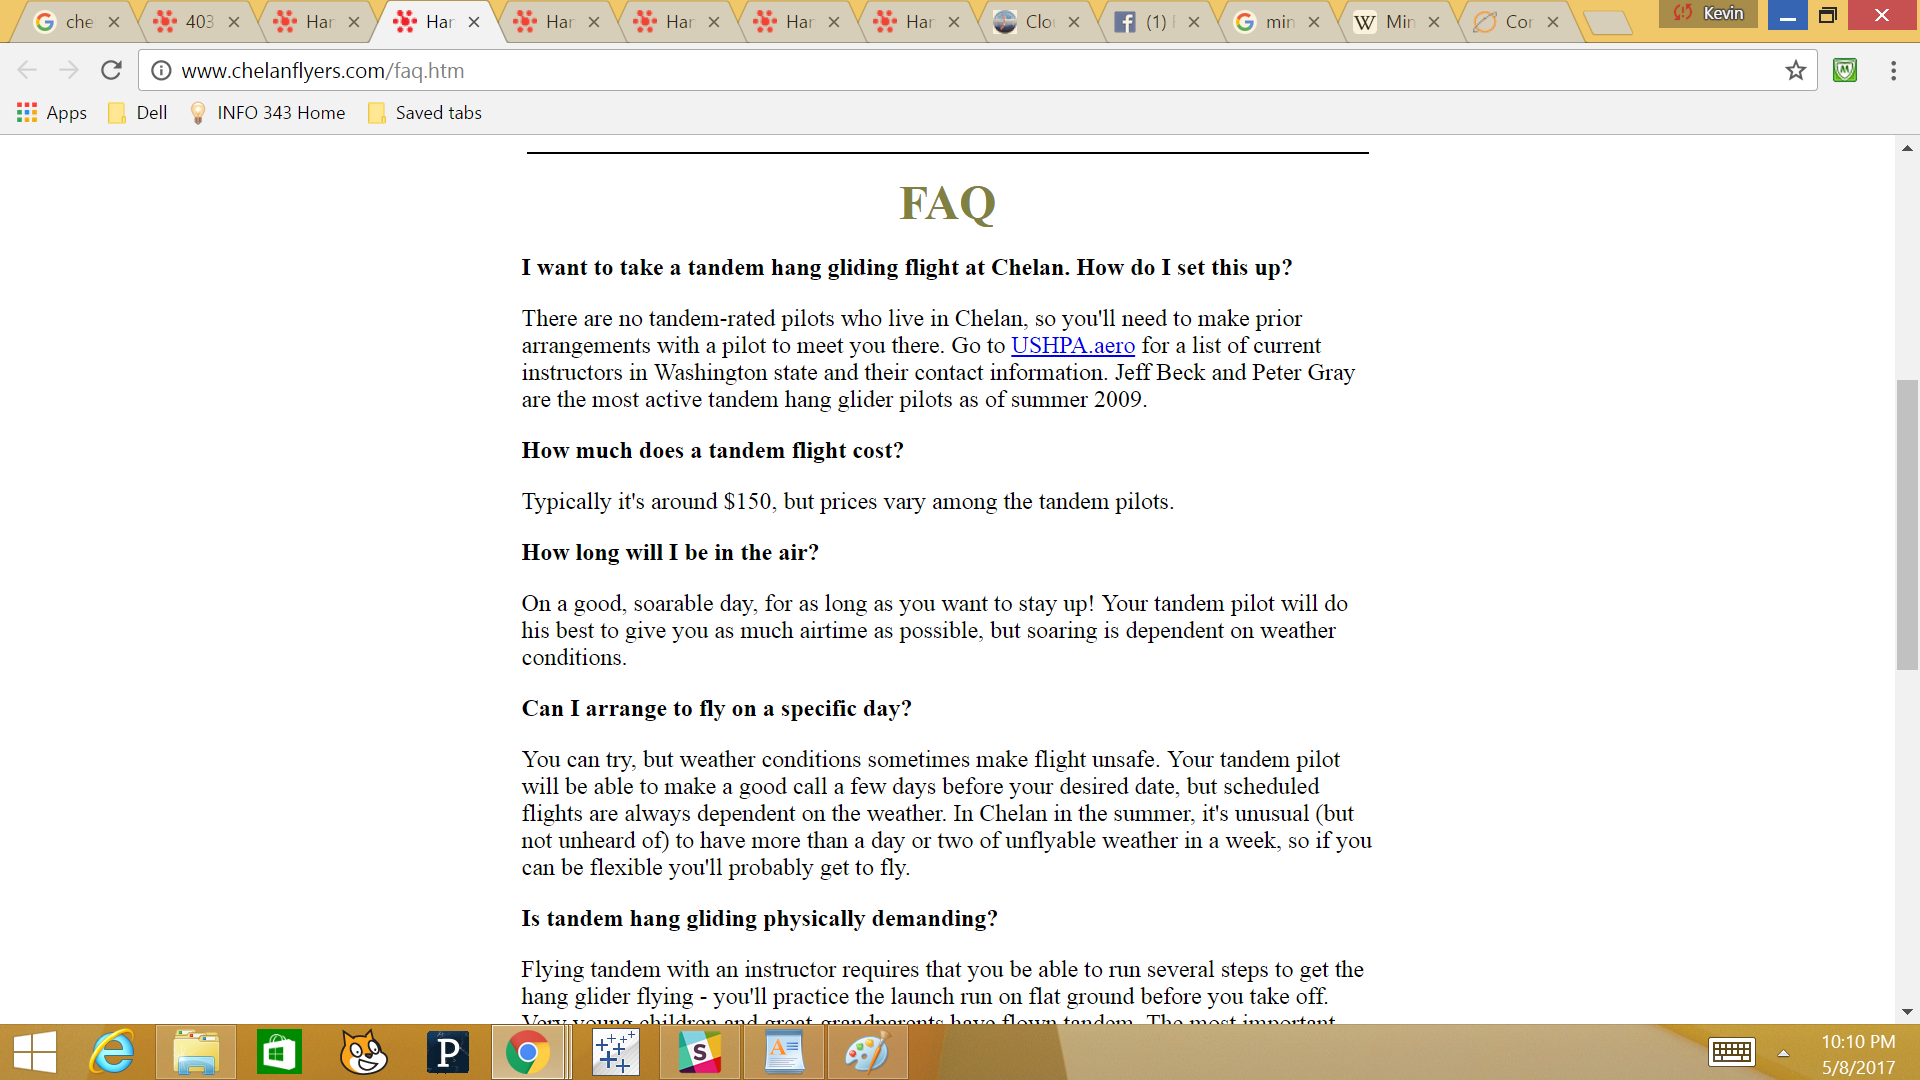 che
403
Har
Har
Har
Har
Har
Har
Clo
(1)
min
Min
Cor
Kevin
www.chelanflyers.com/faq.htm
Apps
Dell
INFO 343 Home
Saved tabs
FAQ
I want to take a tandem hang gliding flight at Chelan. How do I set this up?
There are no tandem-rated pilots who live in Chelan, so you'll need to make prior
arrangements with a pilot to meet you there. Go to USHPA.aero for a list of current
instructors in Washington state and their contact information. Jeff Beck and Peter Gray
are the most active tandem hang glider pilots as of summer 2009.
How much does a tandem flight cost?
Typically it's around $150, but prices vary among the tandem pilots.
How long will I be in the air?
On a good, soarable day, for as long as you want to stay up! Your tandem pilot will do
his best to give you as much airtime as possible, but soaring is dependent on weather
conditions.
Can I arrange to fly on a specific day?
You can try, but weather conditions sometimes make flight unsafe. Your tandem pilot
will be able to make a good call a few days before your desired date, but scheduled
flights are always dependent on the weather. In Chelan in the summer, it's unusual (but
not unheard of) to have more than a day or two of unflyable weather in a week, so if you
can be flexible you'll probably get to fly.
Is tandem hang gliding physically demanding?
Flying tandem with an instructor requires that you be able to run several steps to get the
hang glider flying - you'll practice the launch run on flat ground before you take off.
Very young children and great-grandparents have flown tandem. The most important
10:10 PM
5/8/2017